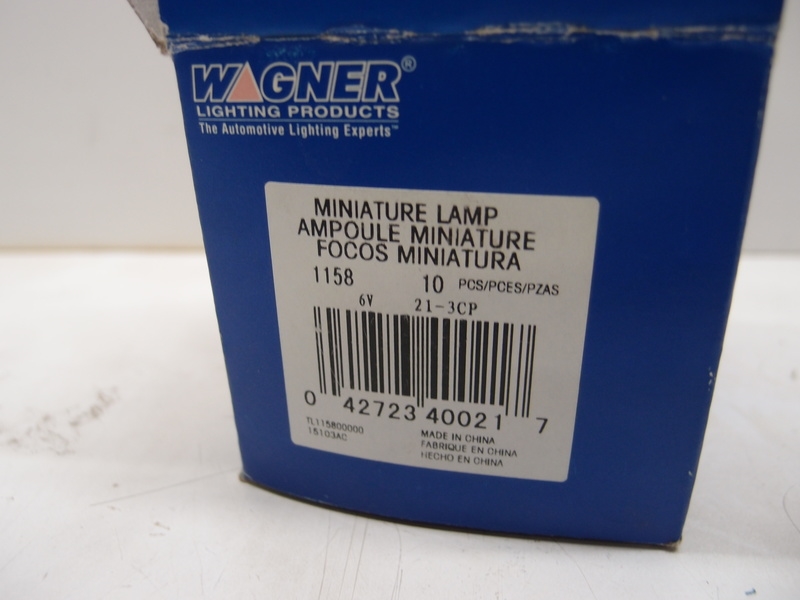 WAGNER®
LIGHTING PRODUCTS
The Automotive Lighting Experts™
MINIATURE LAMP
AMPOULE MINIATURE
FOCOS MINIATURA
1158 10 PCS/PCES/PZAS
6V 21-3CP
0 42723 40021 7
TL115800000
15103AC
MADE IN CHINA
FABRIQUE EN CHINA
HECHO EN CHINA